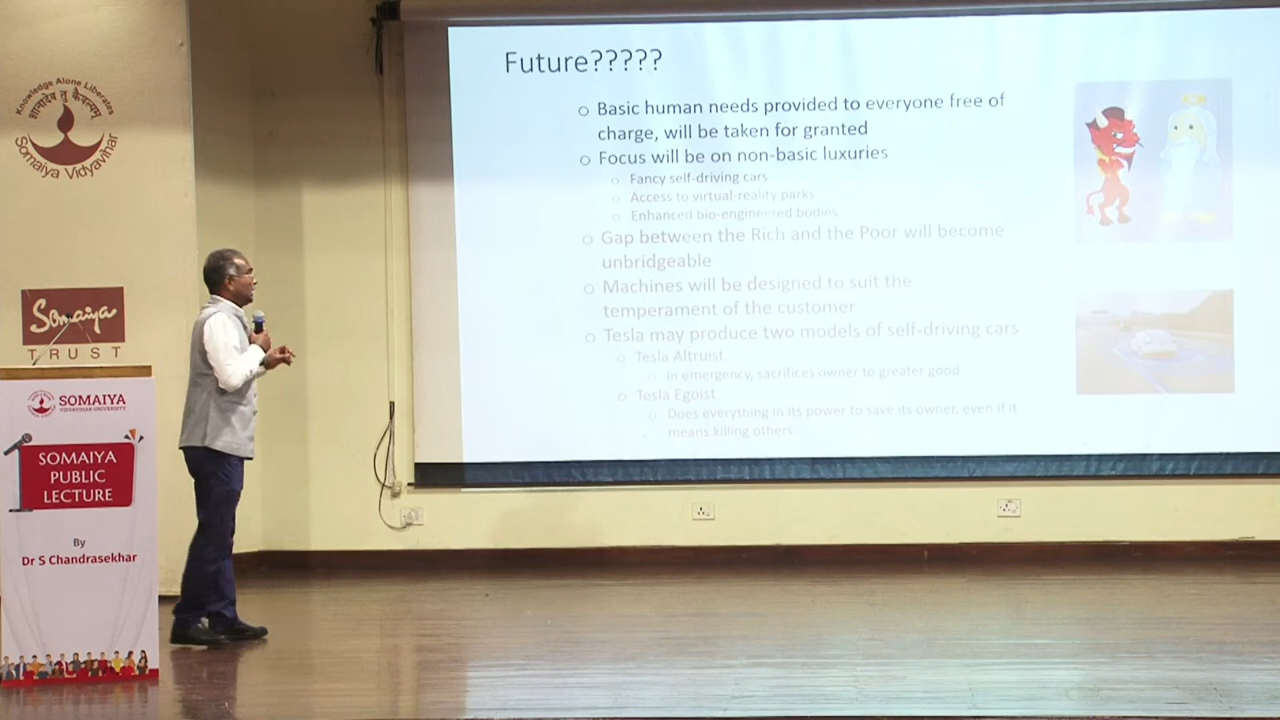 Knowledge Alone Liberates
ज्ञानादेव तु कैवल्यम्
Somaiya Vidyavihar
Somaiya
TRUST
SOMAIYA
VIDYAVIHAR UNIVERSITY
SOMAIYA
PUBLIC
LECTURE
By
Dr S Chandrasekhar
Future?????
Basic human needs provided to everyone free of
charge, will be taken for granted
Focus will be on non-basic luxuries
Fancy self-driving cars
Access to virtual-reality parks
Enhanced bio-engineered bodies
Gap between the Rich and the Poor will become
unbridgeable
Machines will be designed to suit the
temperament of the customer
Tesla may produce two models of self-driving cars
Tesla Altruist
In emergency, sacrifices owner to greater good
Tesla Egoist
Does everything in its power to save its owner, even if it
means killing others